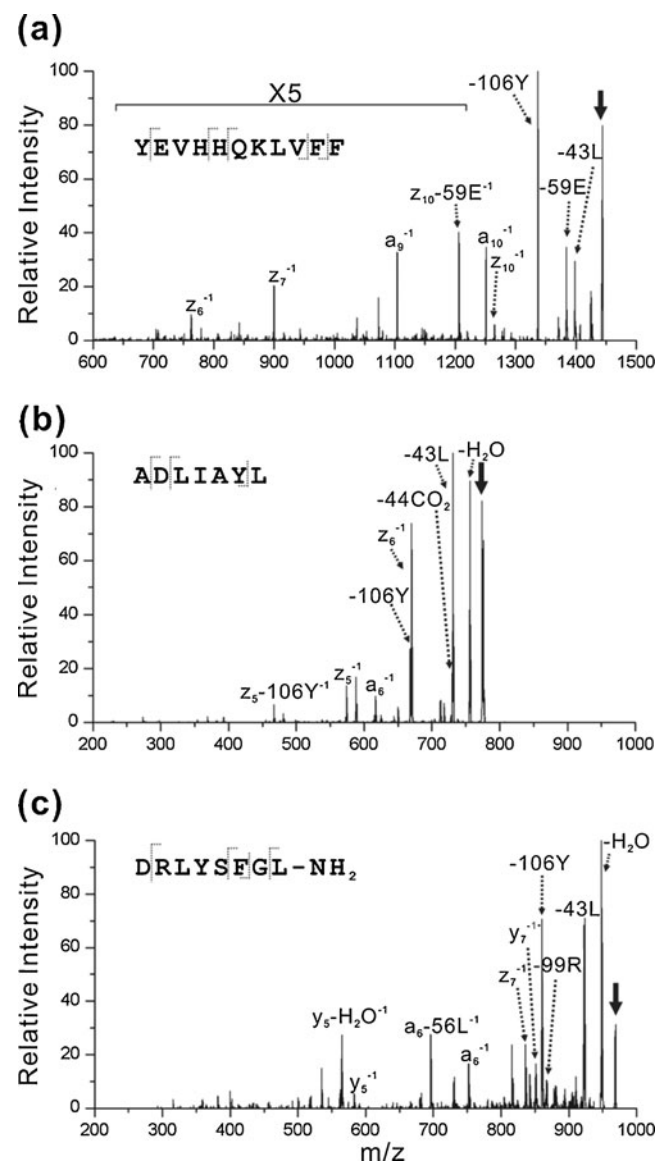 (a)
X5
-106Y
-43L
-59E
YEVHHQKLVFF
z₁₀-59E⁻¹
a₁₀⁻¹
z₁₀⁻¹
a₉⁻¹
z₇⁻¹
z₆⁻¹
Relative Intensity
100
80
60
40
20
0
600 700 800 900 1000 1100 1200 1300 1400 1500
(b)
-43L
-H₂O
ADLIAYL
-44CO₂
z₆⁻¹
-106Y
z₅-106Y⁻¹
z₅⁻¹
a₆⁻¹
Relative Intensity
100
80
60
40
20
0
200 300 400 500 600 700 800 900 1000
(c)
-H₂O
DRLYSFGL-NH₂
-106Y
-43L
y₇⁻¹
z₇⁻¹
-99R
y₅-H₂O⁻¹
a₆-56L⁻¹
a₆⁻¹
y₅⁻¹
Relative Intensity
100
80
60
40
20
0
200 300 400 500 600 700 800 900 1000
m/z